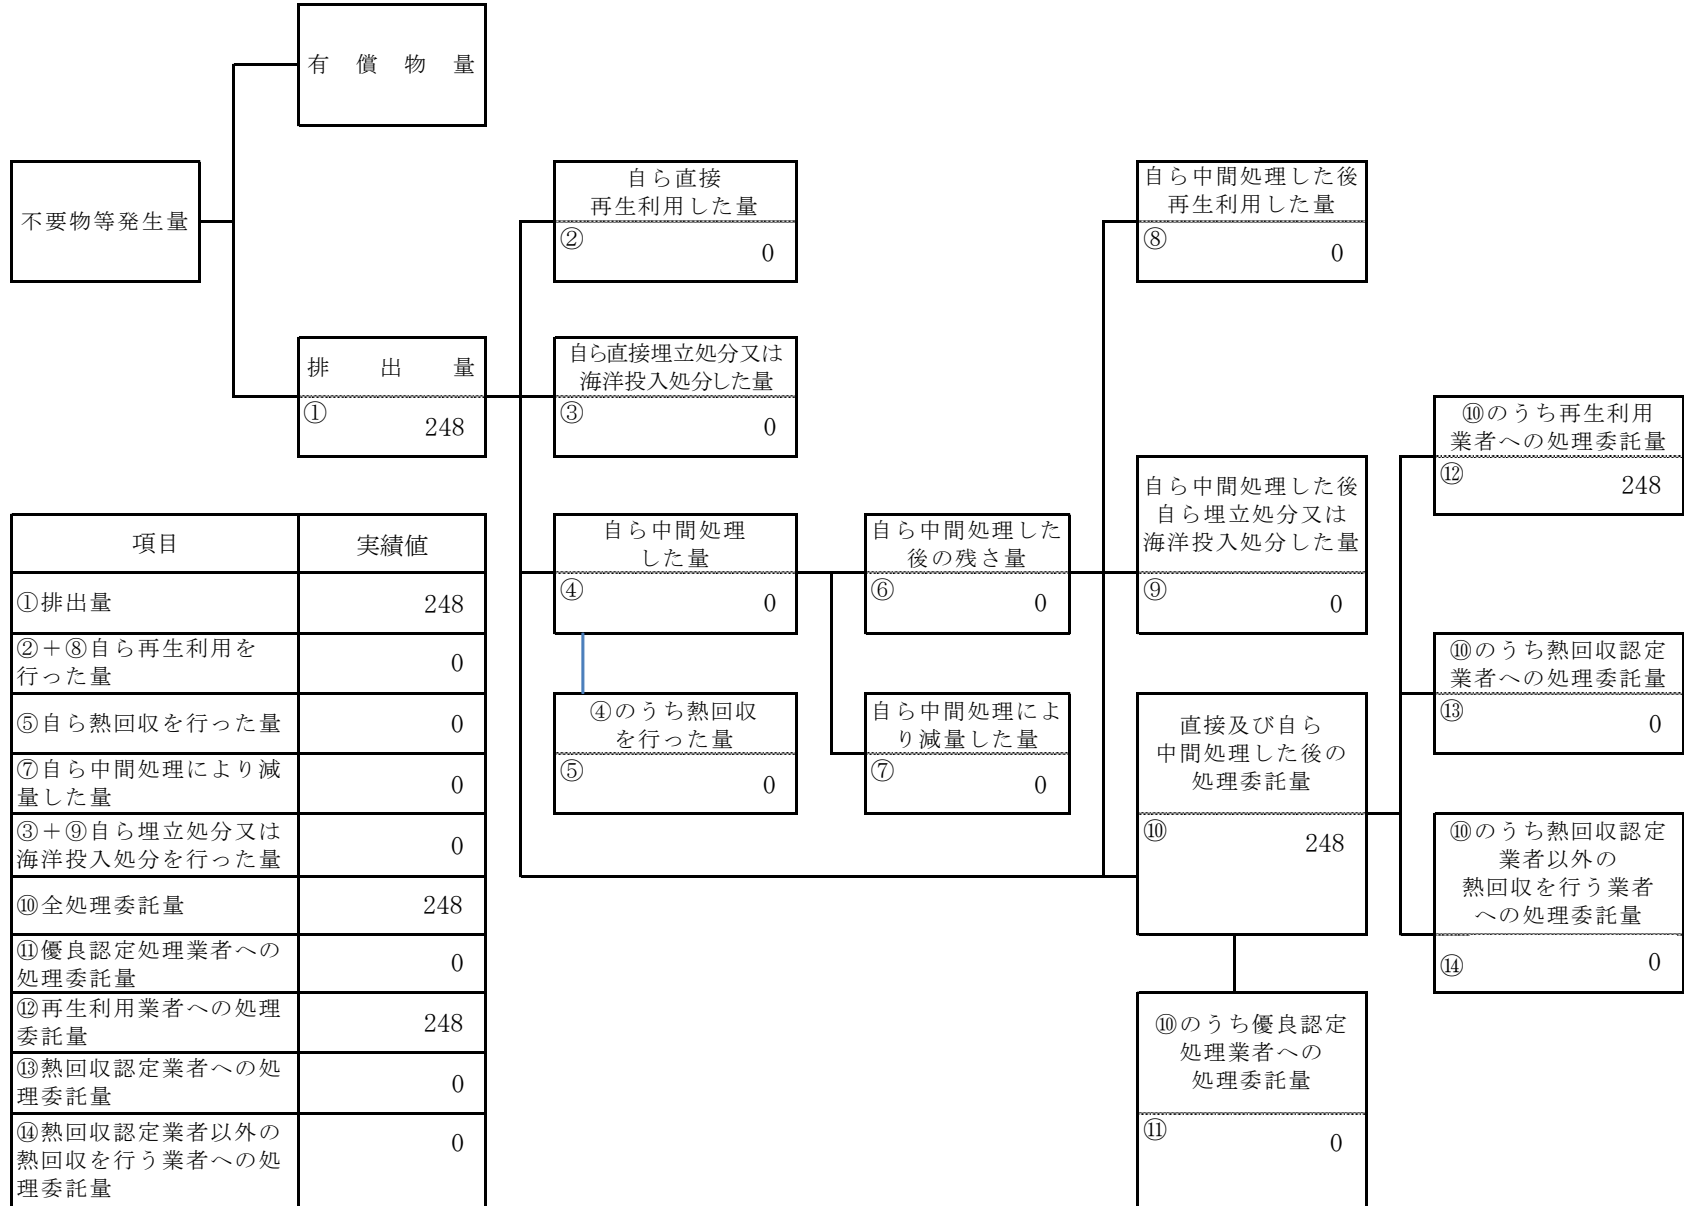 有償物量
不要物等発生量
排出量
①
248
自ら直接
再生利用した量
②
0
自ら直接埋立処分又は
海洋投入処分した量
③
0
自ら中間処理
した量
④
0
④のうち熱回収
を行った量
⑤
0
自ら中間処理した
後の残さ量
⑥
0
自ら中間処理によ
り減量した量
⑦
0
自ら中間処理した後
再生利用した量
⑧
0
自ら中間処理した後
自ら埋立処分又は
海洋投入処分した量
⑨
0
直接及び自ら
中間処理した後の
処理委託量
⑩
248
⑩のうち優良認定
処理業者への
処理委託量
⑪
0
⑩のうち再生利用
業者への処理委託量
⑫
248
⑩のうち熱回収認定
業者への処理委託量
⑬
0
⑩のうち熱回収認定
業者以外の
熱回収を行う業者
への処理委託量
⑭
0
項目 実績値
①排出量 248
②＋⑧自ら再生利用を
行った量 0
⑤自ら熱回収を行った量 0
⑦自ら中間処理により減
量した量 0
③＋⑨自ら埋立処分又は
海洋投入処分を行った量 0
⑩全処理委託量 248
⑪優良認定処理業者への
処理委託量 0
⑫再生利用業者への処理
委託量 248
⑬熱回収認定業者への処
理委託量 0
⑭熱回収認定業者以外の
熱回収を行う業者への処
理委託量 0